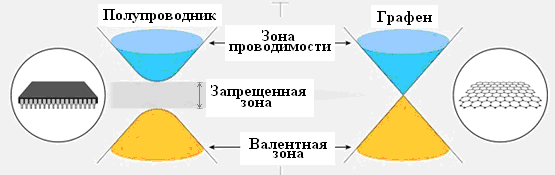 Полупроводник
Графен
Зона
проводимости
Запрещенная
зона
Валентная
зона